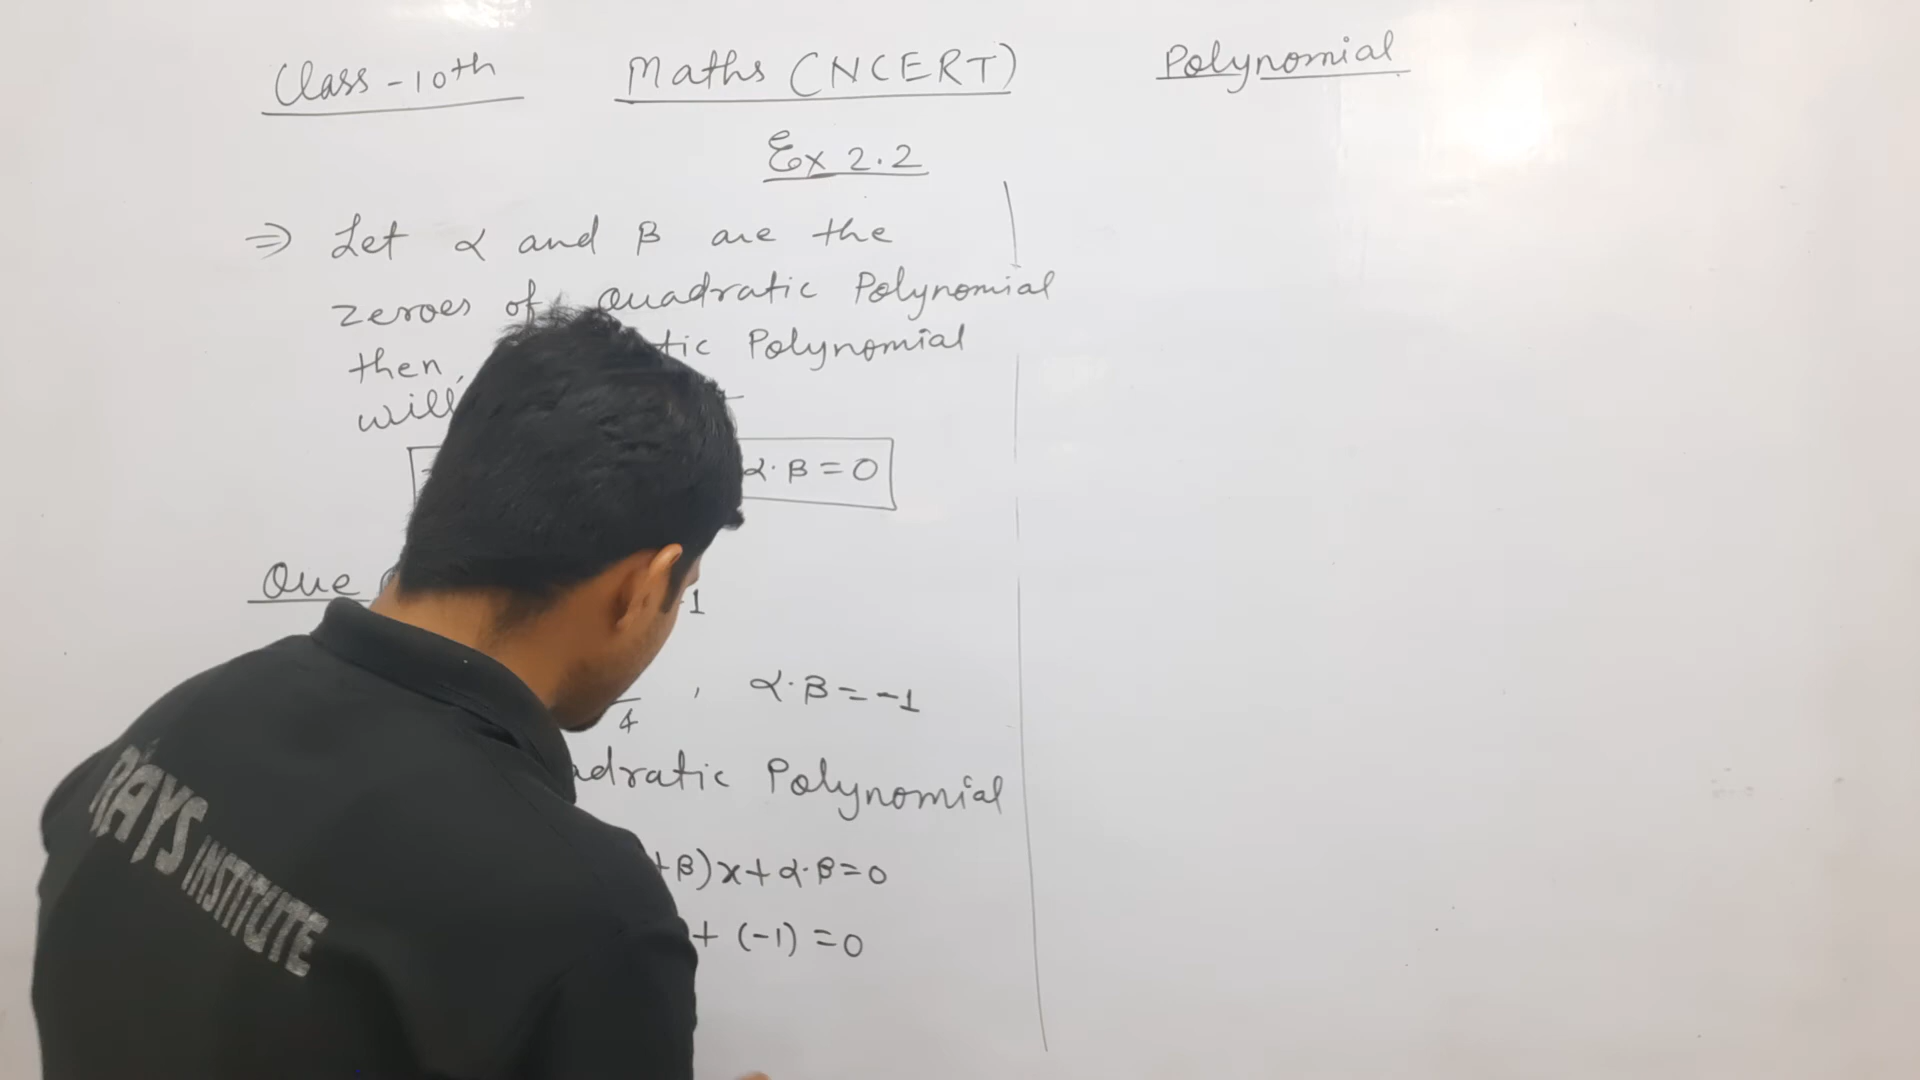 Class-10th Maths (NCERT) Polynomial
Ex 2.2
⇒ Let α and β are the
zeroes of quadratic Polynomial
then, tic Polynomial
will
α·β=0
Que
1
4 , α·β=-1
adratic Polynomial
+β)x+α·β=0
+ (-1) =0
RAYS INSTITUTE